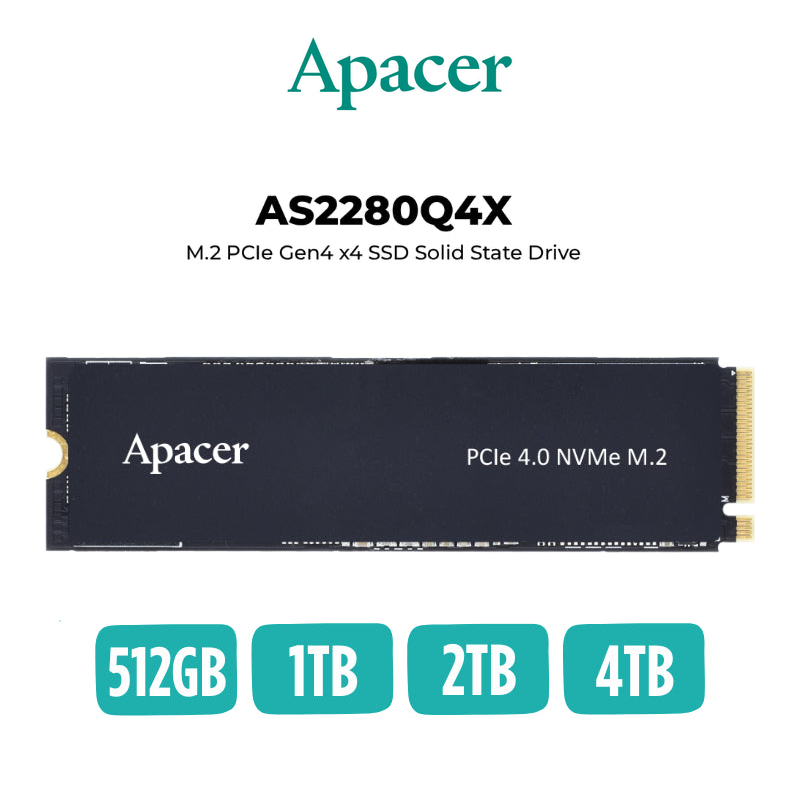 Apacer
AS2280Q4X
M.2 PCIe Gen4 x4 SSD Solid State Drive
Apacer
PCIe 4.0 NVMe M.2
M
512GB
1TB
2TB
4TB